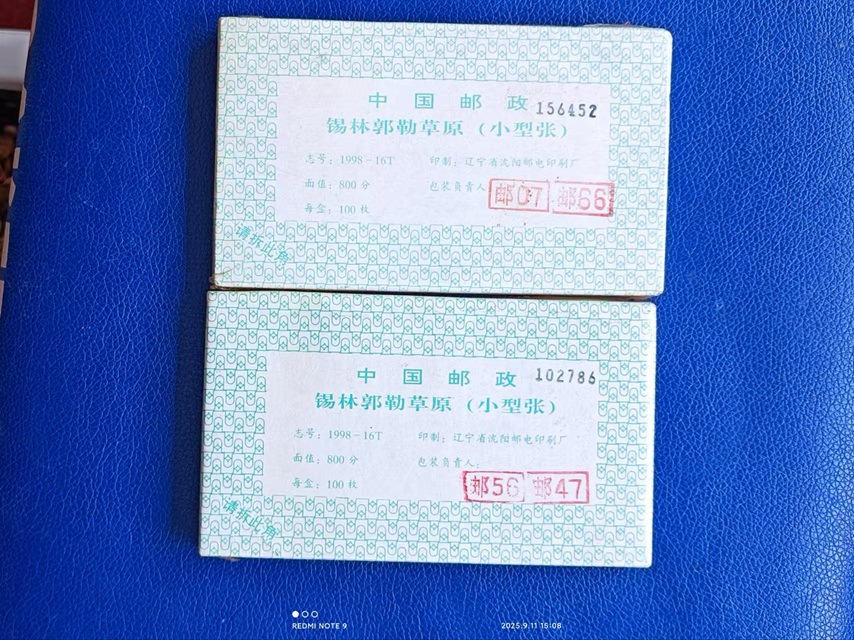 中国邮政 156452
锡林郭勒草原（小型张）
志号：1998－16T 印制：辽宁省沈阳邮电印刷厂
面值：800分 包装负责人
邮07 邮66
每盒：100枚
请拆此角
中国邮政 102786
锡林郭勒草原（小型张）
志号：1998－16T 印制：辽宁省沈阳邮电印刷厂
面值：800分 包装负责人：
每盒：100枚 邮56 邮47
请拆此角
REDMI NOTE 9 2025.9.11 15:08